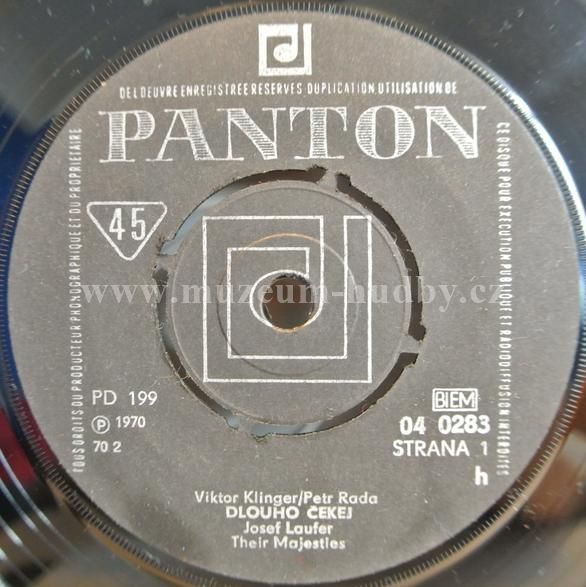 TOUS DROITS DU PRODUCTEUR PHONOGRAPHIQUE ET DU PROPRIETAIRE
DE L OEUVRE ENREGISTREE RESERVES DUPLICATION UTILISATION DE
CE DISQUE POUR EXECUTION PUBLIQUE ET RADIODIFFUSION INTERDITES
PANTON
45
www.muzeum-hudby.cz
PD 199
Ⓟ 1970
70 2
BIEM
04 0283
STRANA 1
h
Viktor Klinger/Petr Rada
DLOUHO ČEKEJ
Josef Laufer
Their Majesties